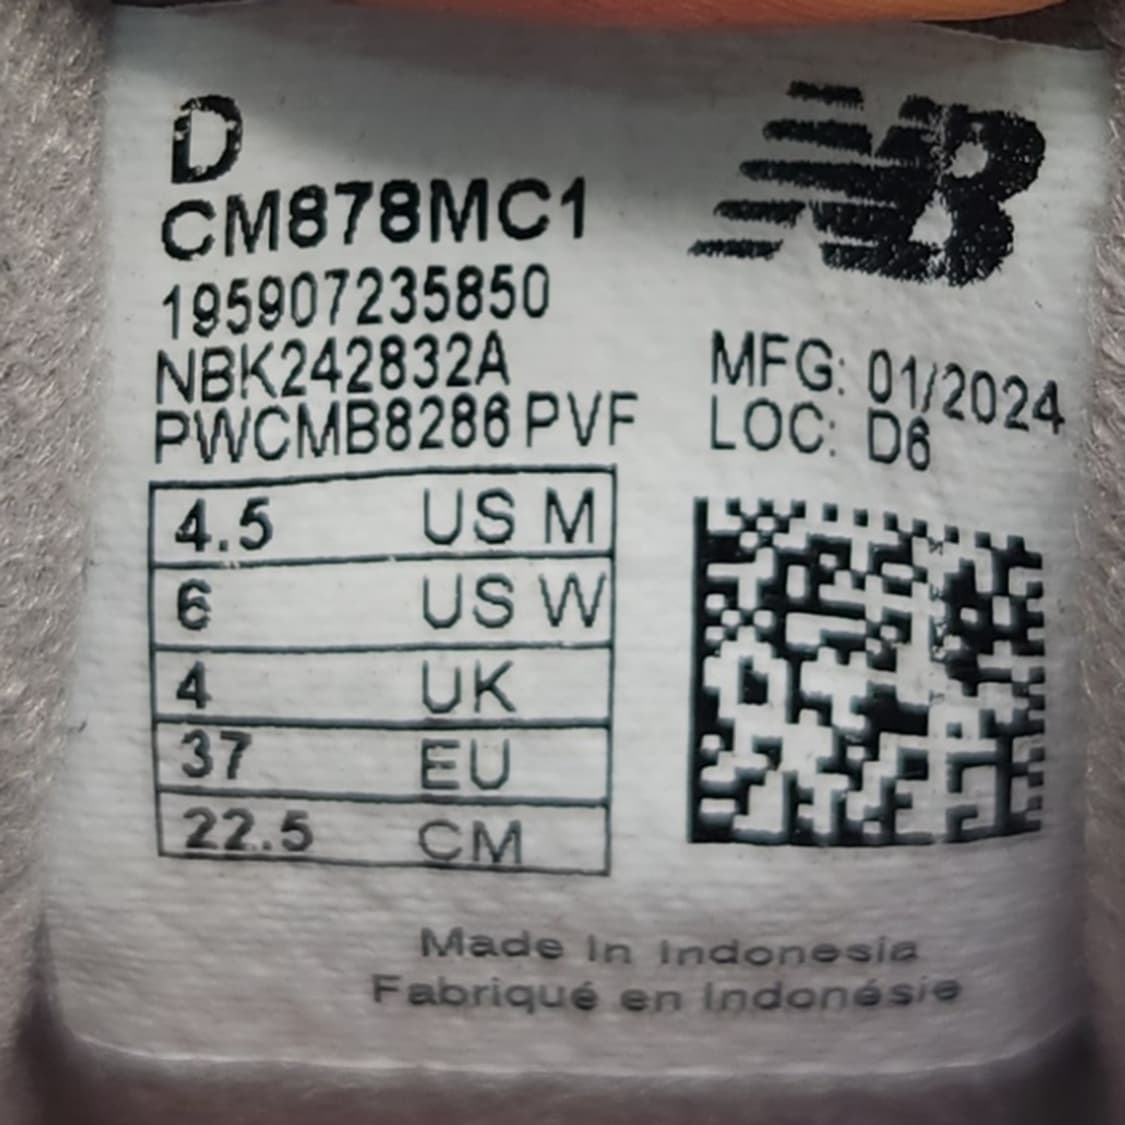 D
NB
CM878MC1
195907235850
NBK242832A
PWCMB8286 PVF
MFG: 01/2024
LOC: D6
4.5 US M
6 US W
4 UK
37 EU
22.5 CM
Made in Indonesia
Fabriqué en Indonésie